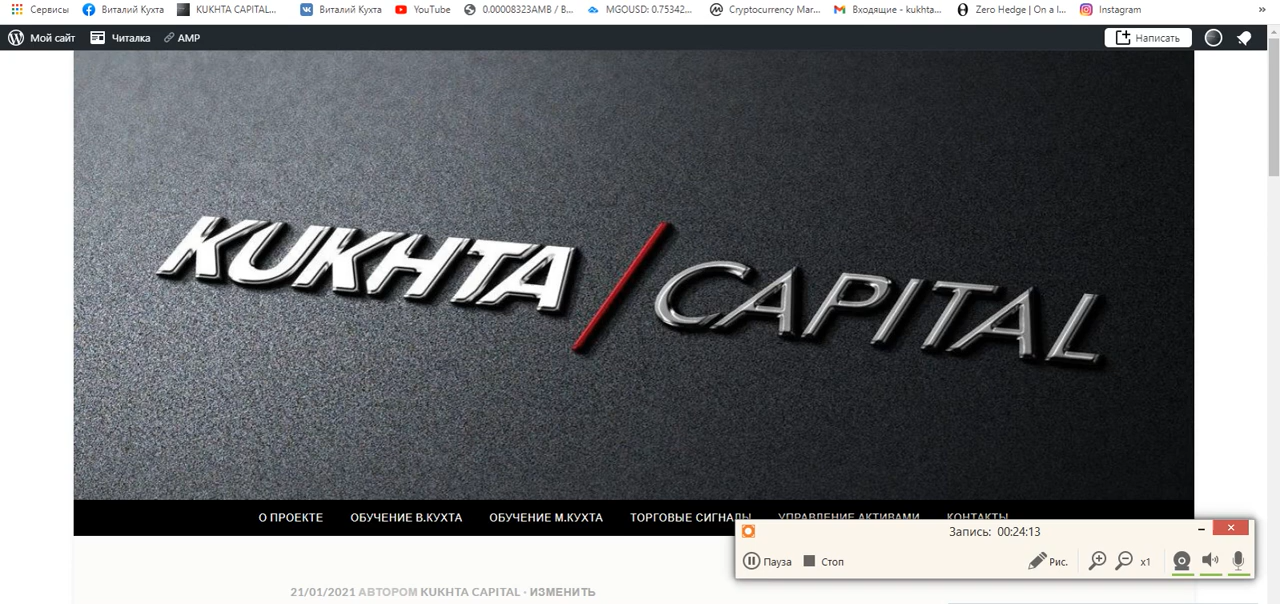 Сервисы Виталий Кухта KUKHTA CAPITAL... Виталий Кухта YouTube 0.00008323AMB / B... MGOUSD: 0.75342... Cryptocurrency Mar... Входящие - kukhta... Zero Hedge | On a l... Instagram »
Мой сайт Читалка AMP Написать
KUKHTA / CAPITAL
О ПРОЕКТЕ ОБУЧЕНИЕ В.КУХТА ОБУЧЕНИЕ М.КУХТА ТОРГОВЫЕ СИГНАЛЫ УПРАВЛЕНИЕ АКТИВАМИ КОНТАКТЫ
Запись: 00:24:13
Пауза Стоп Рис. x1
21/01/2021 АВТОРОМ KUKHTA CAPITAL · ИЗМЕНИТЬ